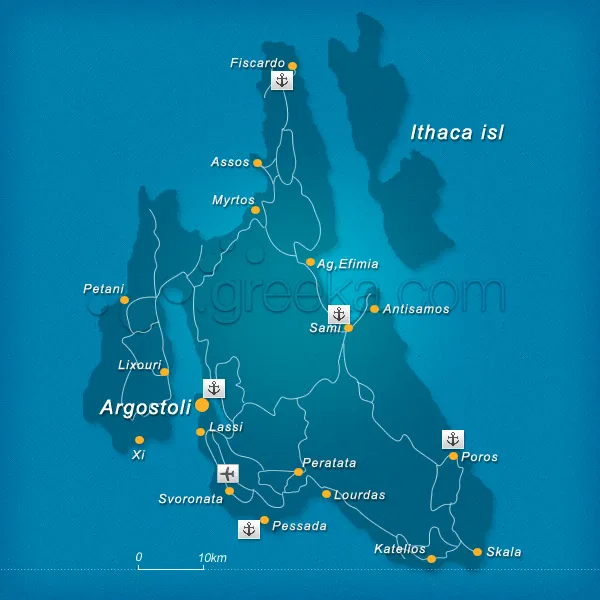 Fiscardo
Ithaca isl
Assos
Myrtos
Ag,Efimia
Petani
greeka.com
Antisamos
Sami
Lixouri
Argostoli
Lassi
Xi
Poros
Peratata
Svoronata
Lourdas
Pessada
Katelios
Skala
0 10km